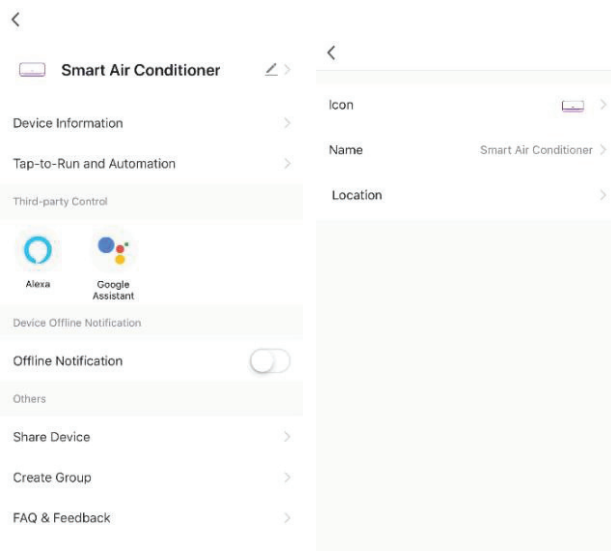 Smart Air Conditioner
Device Information
Tap-to-Run and Automation
Third-party Control
Alexa
Google
Assistant
Device Offline Notification
Offline Notification
Others
Share Device
Create Group
FAQ & Feedback
Icon
Name
Smart Air Conditioner
Location